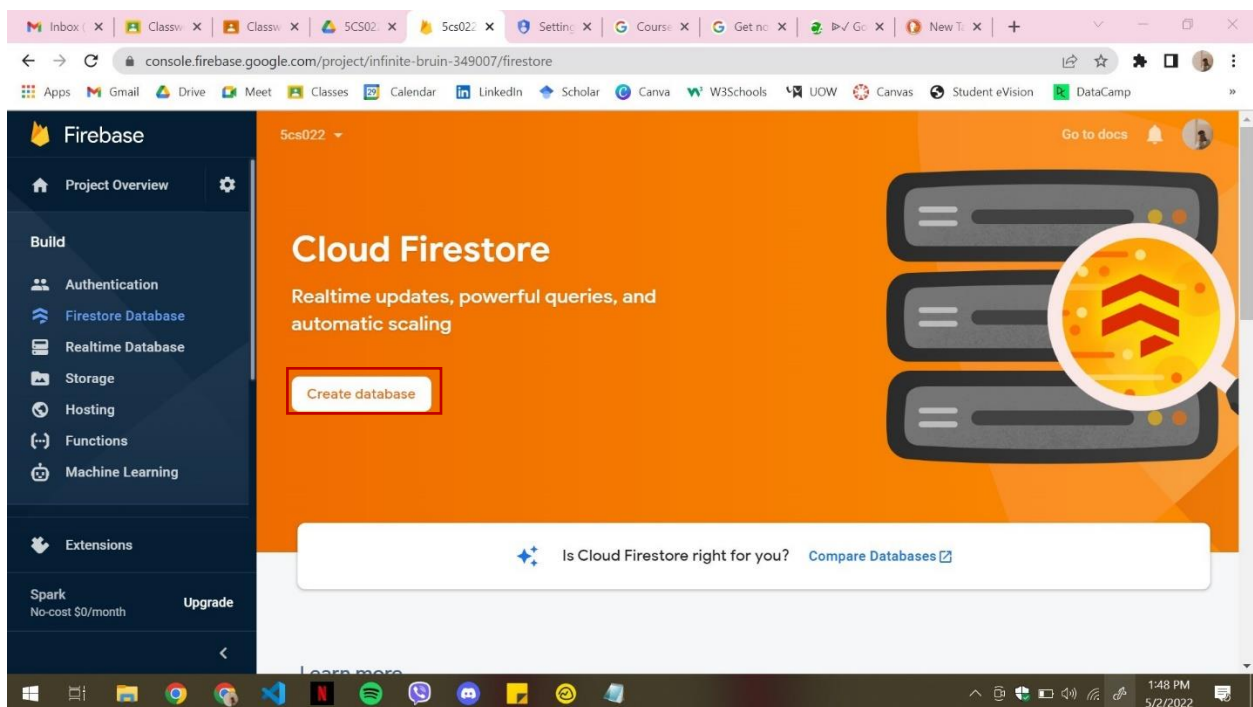 Inbox (
Classw
Classw
5CS02
5cs022
Setting
Course
Get no
Go
New T
console.firebase.google.com/project/infinite-bruin-349007/firestore
Apps Gmail Drive Meet Classes 29 Calendar LinkedIn Scholar Canva W3Schools UOW Canvas Student eVision DataCamp »
Firebase
5cs022
Go to docs
Project Overview
Build
Authentication
Firestore Database
Realtime Database
Storage
Hosting
Functions
Machine Learning
Extensions
Spark
No-cost $0/month
Upgrade
Cloud Firestore
Realtime updates, powerful queries, and
automatic scaling
Create database
Is Cloud Firestore right for you? Compare Databases
Learn more
1:48 PM
5/2/2022